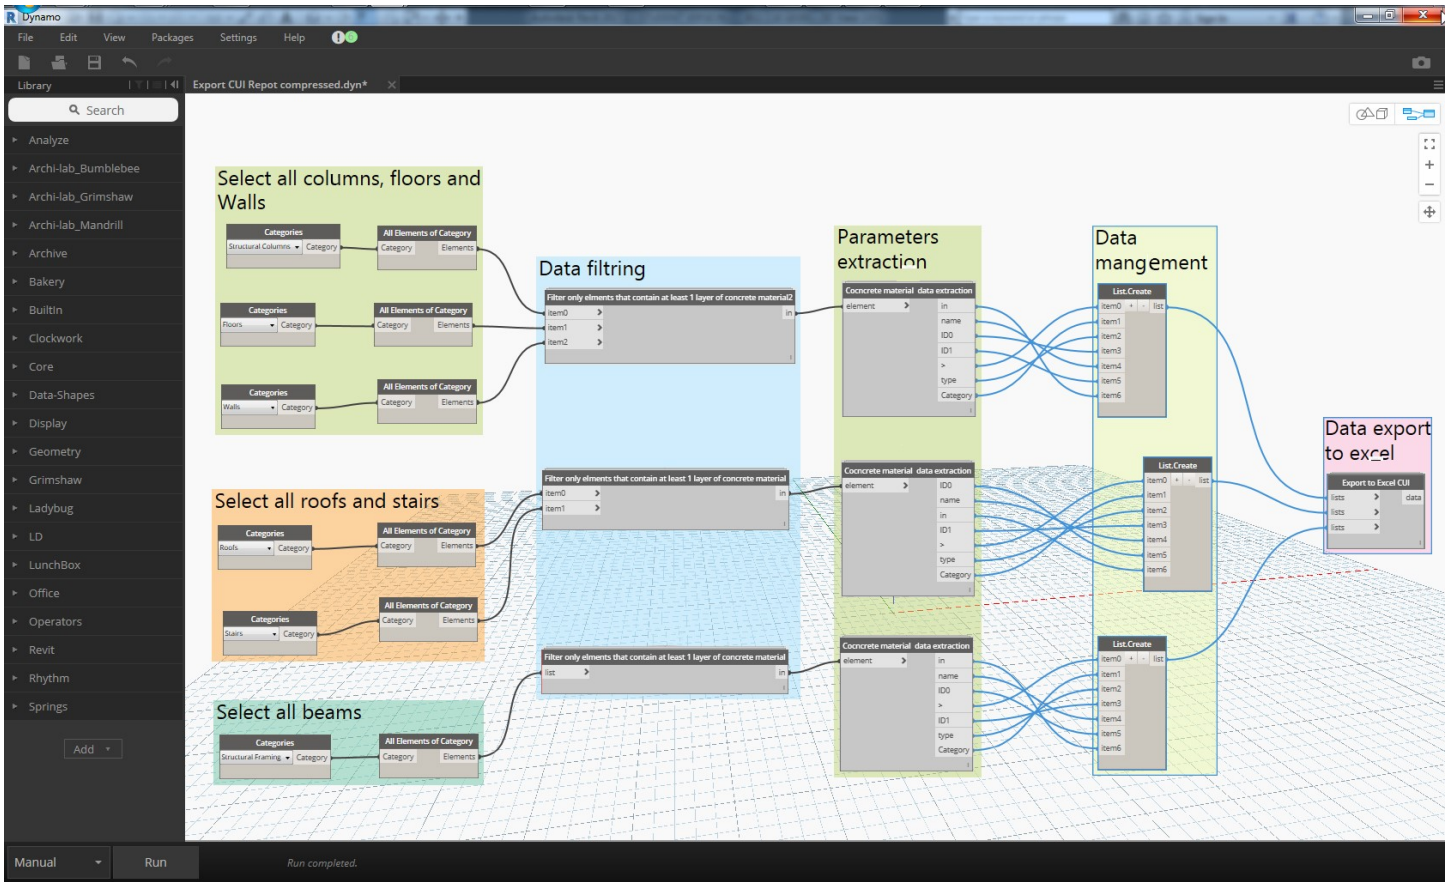 Dynamo
File Edit View Packages Settings Help
Library
Export CUI Repot compressed.dyn*
Search
Analyze
Archi-lab_Bumblebee
Archi-lab_Grimshaw
Archi-lab_Mandrill
Archive
Bakery
BuiltIn
Clockwork
Core
Data-Shapes
Display
Geometry
Grimshaw
Ladybug
LD
LunchBox
Office
Operators
Revit
Rhythm
Springs
Add
Manual
Run
Run completed.
Select all columns, floors and
Walls
Categories
Structural Columns Category
All Elements of Category
Category Elements
Categories
Floors Category
All Elements of Category
Category Elements
Categories
Walls Category
All Elements of Category
Category Elements
Select all roofs and stairs
Categories
Roofs Category
All Elements of Category
Category Elements
Categories
Stairs Category
All Elements of Category
Category Elements
Select all beams
Categories
Structural Framing Category
All Elements of Category
Category Elements
Data filtring
Filter only elments that contain at least 1 layer of concrete material2
item0 > in
item1 >
item2 >
Filter only elments that contain at least 1 layer of concrete material
item0 > in
item1 >
Filter only elments that contain at least 1 layer of concrete material
list > in
Parameters
extraction
Cocncrete material data extraction
element > in
name
ID0
ID1
>
type
Category
Cocncrete material data extraction
element > ID0
name
in
ID1
>
type
Category
Cocncrete material data extraction
element > in
name
ID0
>
ID1
type
Category
Data
mangement
List.Create
item0 + - list
item1
item2
item3
item4
item5
item6
List.Create
item0 + - list
item1
item2
item3
item4
item5
item6
List.Create
item0 + - list
item1
item2
item3
item4
item5
item6
Data export
to excel
Export to Excel CUI
lists > data
lists >
lists >